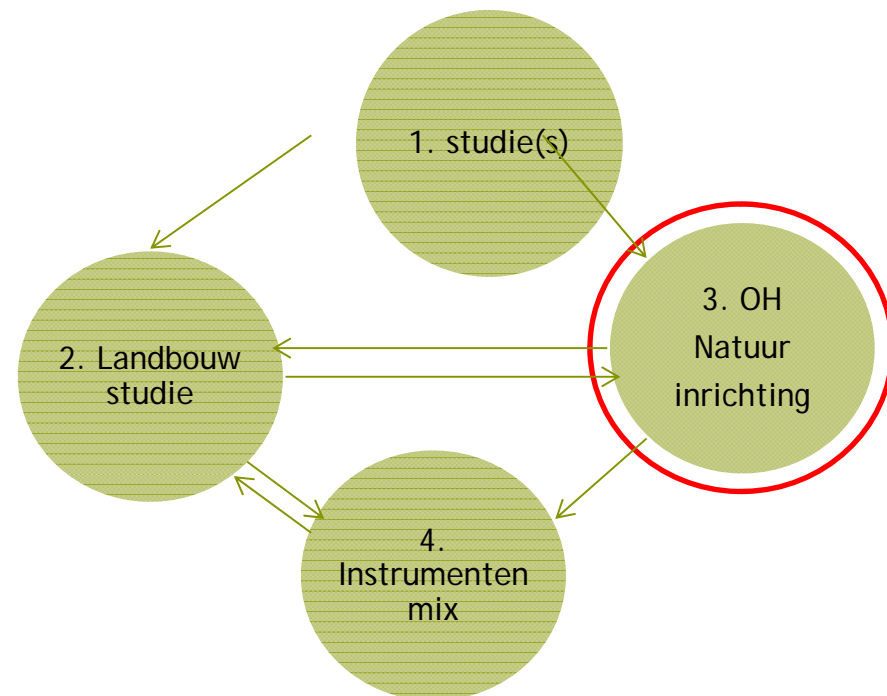 1. studie(s)
2. Landbouw
studie
3. OH
Natuur
inrichting
4.
Instrumenten
mix